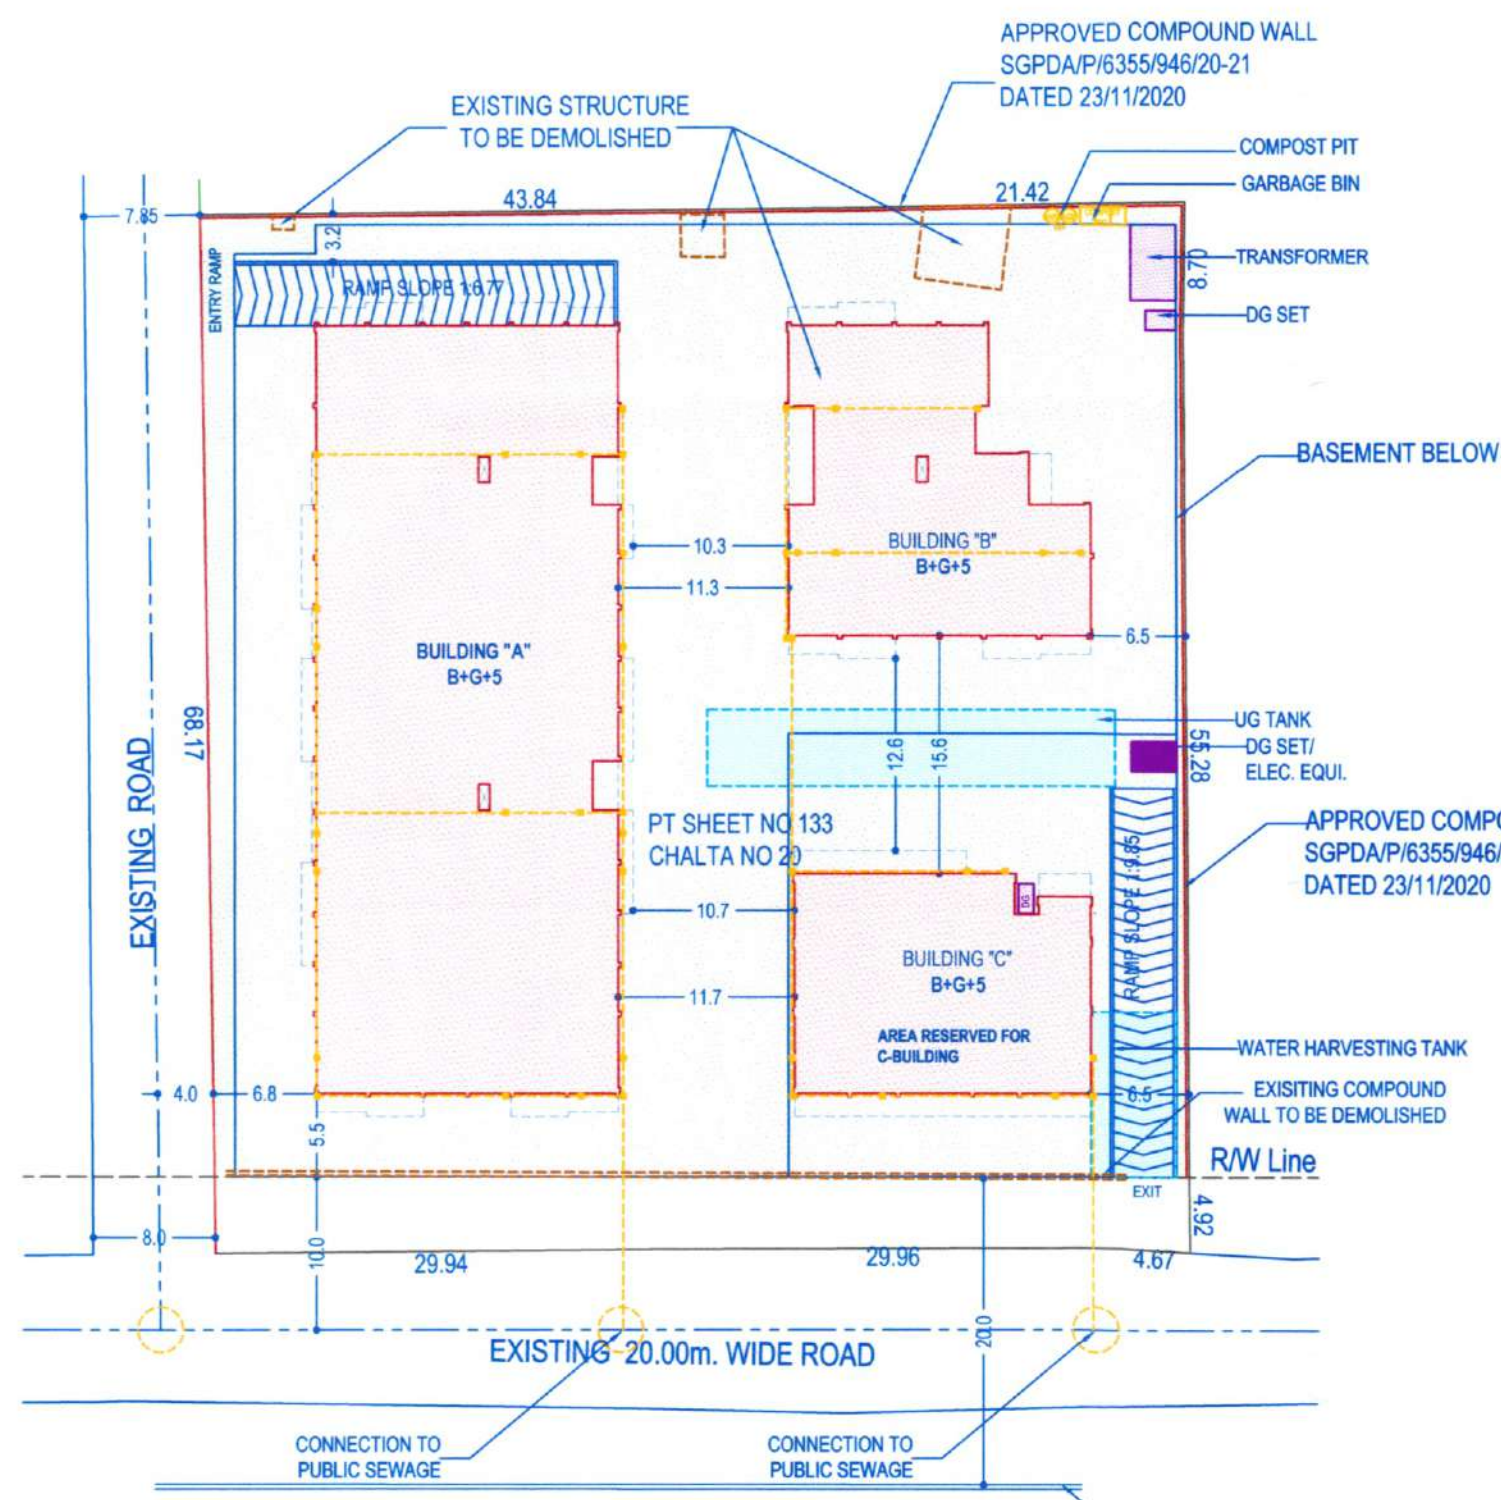 APPROVED COMPOUND WALL
SGPDA/P/6355/946/20-21
DATED 23/11/2020
EXISTING STRUCTURE
TO BE DEMOLISHED
COMPOST PIT
GARBAGE BIN
43.84
21.42
7.85
3.2
TRANSFORMER
8.70
ENTRY RAMP
RAMP SLOPE 1:6.77
DG SET
BASEMENT BELOW
10.3
BUILDING "B"
B+G+5
11.3
6.5
BUILDING "A"
B+G+5
68.17
EXISTING ROAD
UG TANK
DG SET/
ELEC. EQUI.
55.28
12.6
15.6
PT SHEET NO 133
CHALTA NO 20
APPROVED COMPO
SGPDA/P/6355/946/
DATED 23/11/2020
RAMP SLOPE 1:9.85
DG
10.7
BUILDING "C"
B+G+5
11.7
AREA RESERVED FOR
C-BUILDING
WATER HARVESTING TANK
4.0
6.8
6.5
EXISITING COMPOUND
WALL TO BE DEMOLISHED
5.5
R/W Line
EXIT
4.92
8.0
10.0
29.94
29.96
4.67
20.0
EXISTING 20.00m. WIDE ROAD
CONNECTION TO
PUBLIC SEWAGE
CONNECTION TO
PUBLIC SEWAGE